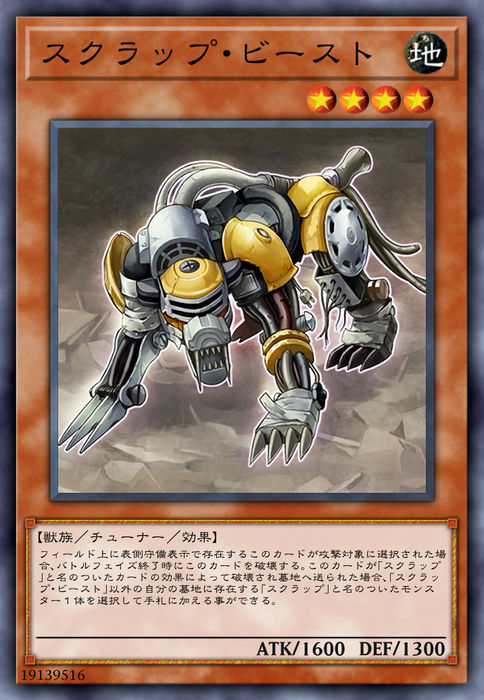 スクラップ・ビースト
ち
地
【獣族／チューナー／効果】
フィールド上に表側守備表示で存在するこのカードが攻撃対象に選択された場
合、バトルフェイズ終了時にこのカードを破壊する。このカードが「スクラップ
」と名のついたカードの効果によって破壊され墓地へ送られた場合、「スクラッ
プ・ビースト」以外の自分の墓地に存在する「スクラップ」と名のついたモンス
ター１体を選択して手札に加える事ができる。
ATK/1600 DEF/1300
19139516